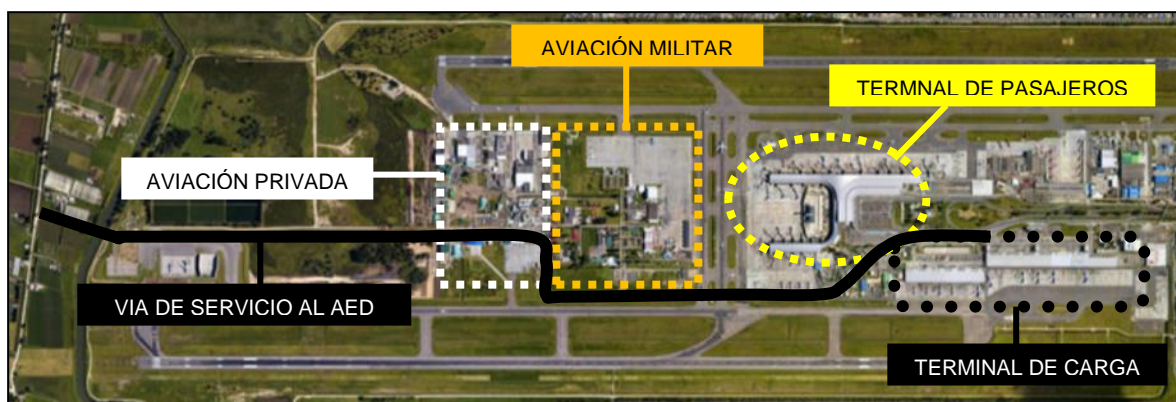 AVIACIÓN MILITAR
TERMNAL DE PASAJEROS
AVIACIÓN PRIVADA
VIA DE SERVICIO AL AED
TERMINAL DE CARGA